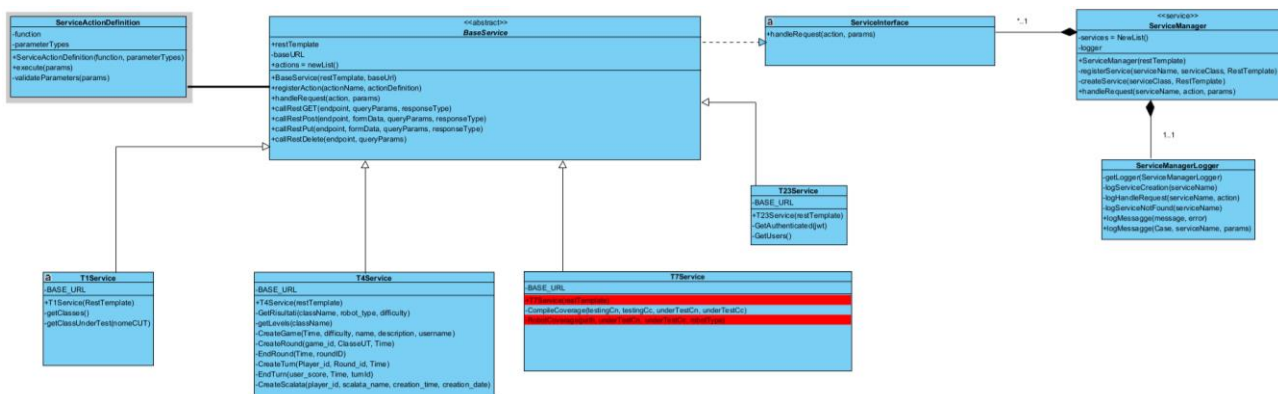 ServiceActionDefinition
-function
-parameterTypes
+ServiceActionDefinition(function, parameterTypes)
+execute(params)
-validateParameters(params)
<<abstract>>
BaseService
+restTemplate
-baseURL
+actions = newList()
+BaseService(restTemplate, baseUrl)
+registerAction(actionName, actionDefinition)
+handleRequest(action, params)
+callRestGET(endpoint, queryParams, responseType)
+callRestPost(endpoint, formData, queryParams, responseType)
+callRestPut(endpoint, formData, queryParams, responseType)
+callRestDelete(endpoint, queryParams)
a
ServiceInterface
+handleRequest(action, params)
*..1
<<service>>
ServiceManager
-services = NewList()
-logger
+ServiceManager(restTemplate)
-registerService(serviceName, serviceClass, RestTemplate)
-createService(serviceClass, RestTemplate)
+handleRequest(serviceName, action, params)
1..1
ServiceManagerLogger
-getLogger(ServiceManagerLogger)
-logServiceCreation(serviceName)
-logHandleRequest(serviceName, action)
-logServiceNotFound(serviceName)
+logMessagge(message, error)
+logMessagge(Case, serviceName, params)
T23Service
-BASE_URL
+T23Service(restTemplate)
-GetAuthenticated(jwt)
-GetUsers()
a
T1Service
-BASE_URL
+T1Service(RestTemplate)
-getClasses()
-getClassUnderTest(nomeCUT)
T4Service
-BASE_URL
+T4Service(restTemplate)
-GetRisultati(className, robot_type, difficulty)
-getLevels(className)
-CreateGame(Time, difficulty, name, description, username)
-CreateRound(game_id, ClasseUT, Time)
-EndRound(Time, roundID)
-CreateTurn(Player_id, Round_id, Time)
-EndTurn(user_score, Time, turnId)
-CreateScalata(player_id, scalata_name, creation_time, creation_date)
T7Service
-BASE_URL
+T7Service(restTemplate)
-CompileCoverage(testingCn, testingCc, underTestCn, underTestCc)
underTestCn, underTestCc, robotType)